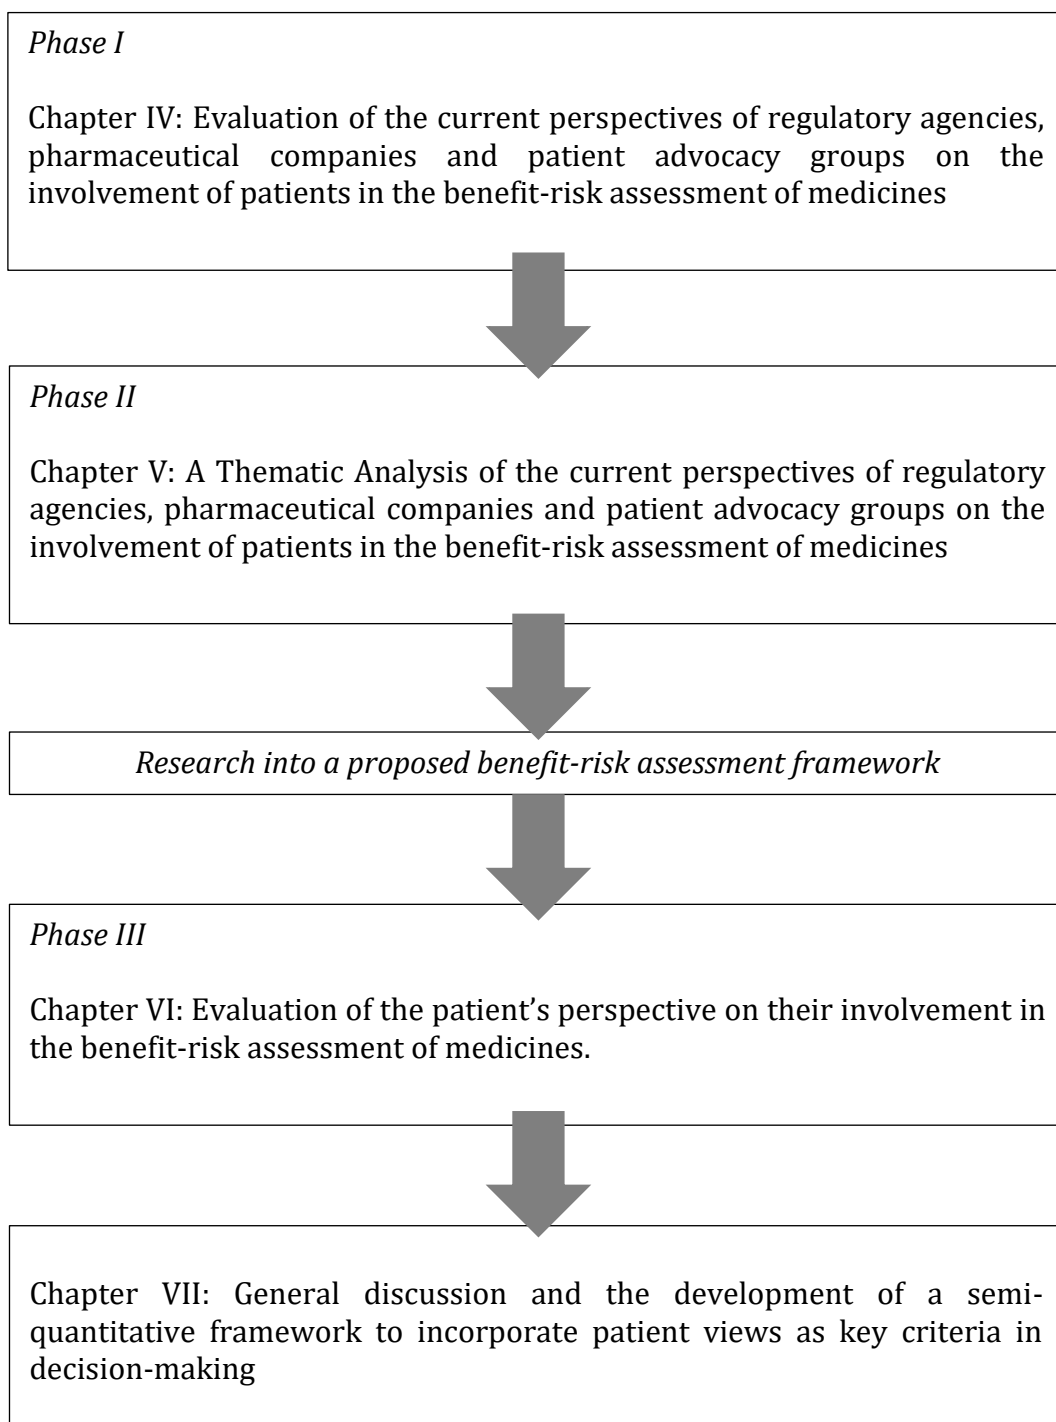 Phase I
Chapter IV: Evaluation of the current perspectives of regulatory agencies,
pharmaceutical companies and patient advocacy groups on the
involvement of patients in the benefit-risk assessment of medicines
Phase II
Chapter V: A Thematic Analysis of the current perspectives of regulatory
agencies, pharmaceutical companies and patient advocacy groups on the
involvement of patients in the benefit-risk assessment of medicines
Research into a proposed benefit-risk assessment framework
Phase III
Chapter VI: Evaluation of the patient’s perspective on their involvement in
the benefit-risk assessment of medicines.
Chapter VII: General discussion and the development of a semi-
quantitative framework to incorporate patient views as key criteria in
decision-making